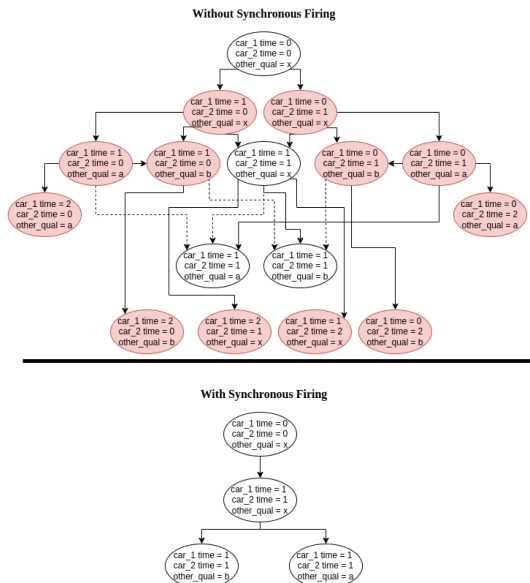 Without Synchronous Firing
car_1 time = 0
car_2 time = 0
other_qual = x
car_1 time = 1
car_2 time = 0
other_qual = x
car_1 time = 0
car_2 time = 1
other_qual = x
car_1 time = 1
car_2 time = 0
other_qual = a
car_1 time = 1
car_2 time = 0
other_qual = b
car_1 time = 1
car_2 time = 1
other_qual = x
car_1 time = 0
car_2 time = 1
other_qual = b
car_1 time = 0
car_2 time = 1
other_qual = a
car_1 time = 2
car_2 time = 0
other_qual = a
car_1 time = 0
car_2 time = 2
other_qual = a
car_1 time = 1
car_2 time = 1
other_qual = a
car_1 time = 1
car_2 time = 1
other_qual = b
car_1 time = 2
car_2 time = 0
other_qual = b
car_1 time = 2
car_2 time = 1
other_qual = x
car_1 time = 1
car_2 time = 2
other_qual = x
car_1 time = 0
car_2 time = 2
other_qual = b
With Synchronous Firing
car_1 time = 0
car_2 time = 0
other_qual = x
car_1 time = 1
car_2 time = 1
other_qual = x
car_1 time = 1
car_2 time = 1
other_qual = b
car_1 time = 1
car_2 time = 1
other_qual = a